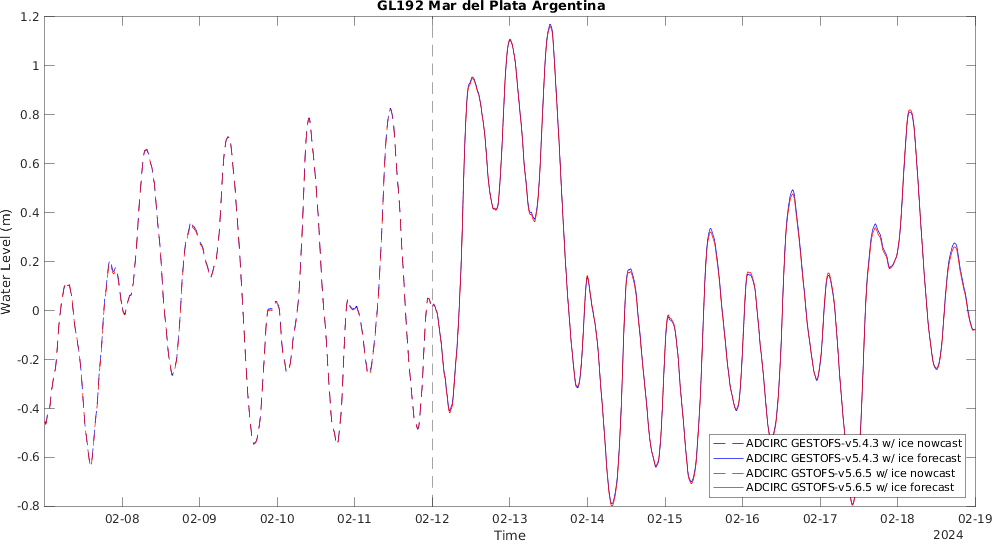 GL192 Mar del Plata Argentina
1.2
1
0.8
0.6
0.4
0.2
0
-0.2
-0.4
-0.6
-0.8
Water Level (m)
ADCIRC GESTOFS-v5.4.3 w/ ice nowcast
ADCIRC GESTOFS-v5.4.3 w/ ice forecast
ADCIRC GSTOFS-v5.6.5 w/ ice nowcast
ADCIRC GSTOFS-v5.6.5 w/ ice forecast
02-08 02-09 02-10 02-11 02-12 02-13 02-14 02-15 02-16 02-17 02-18 02-19
Time
2024